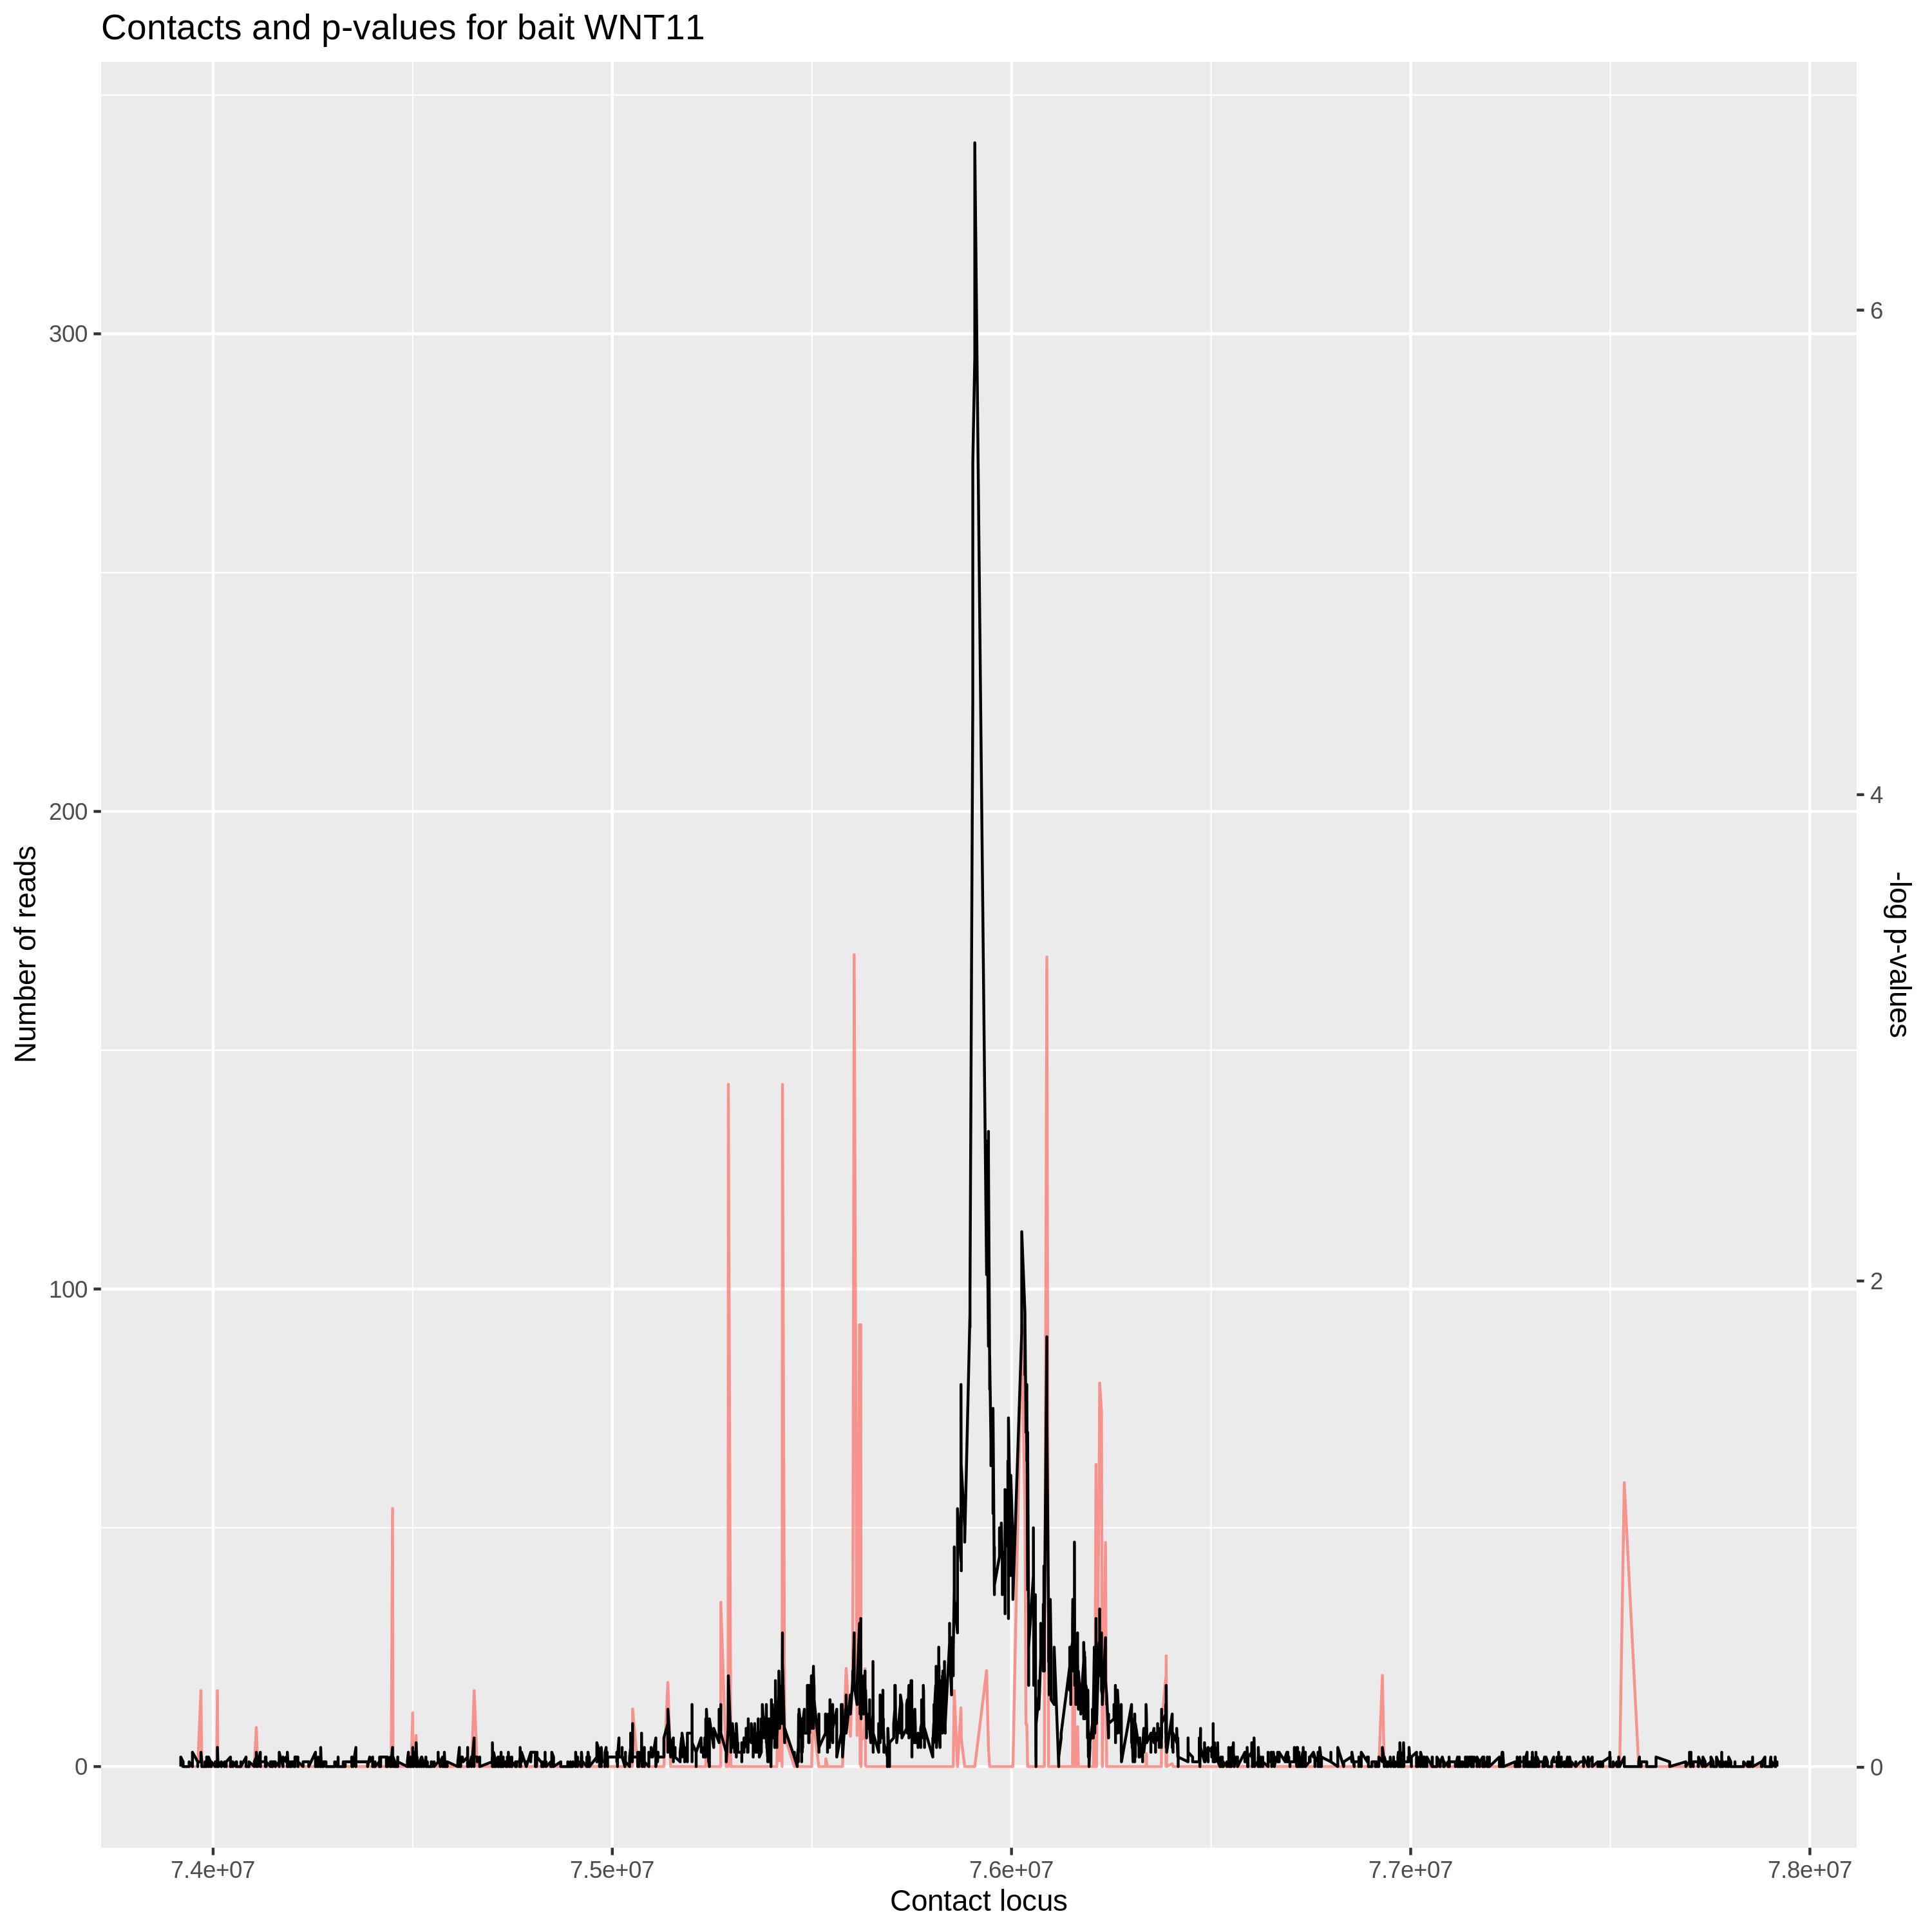 Contacts and p-values for bait WNT11
Number of reads
300
200
100
0
6
4
2
0
-log p-values
7.4e+07
7.5e+07
7.6e+07
7.7e+07
7.8e+07
Contact locus